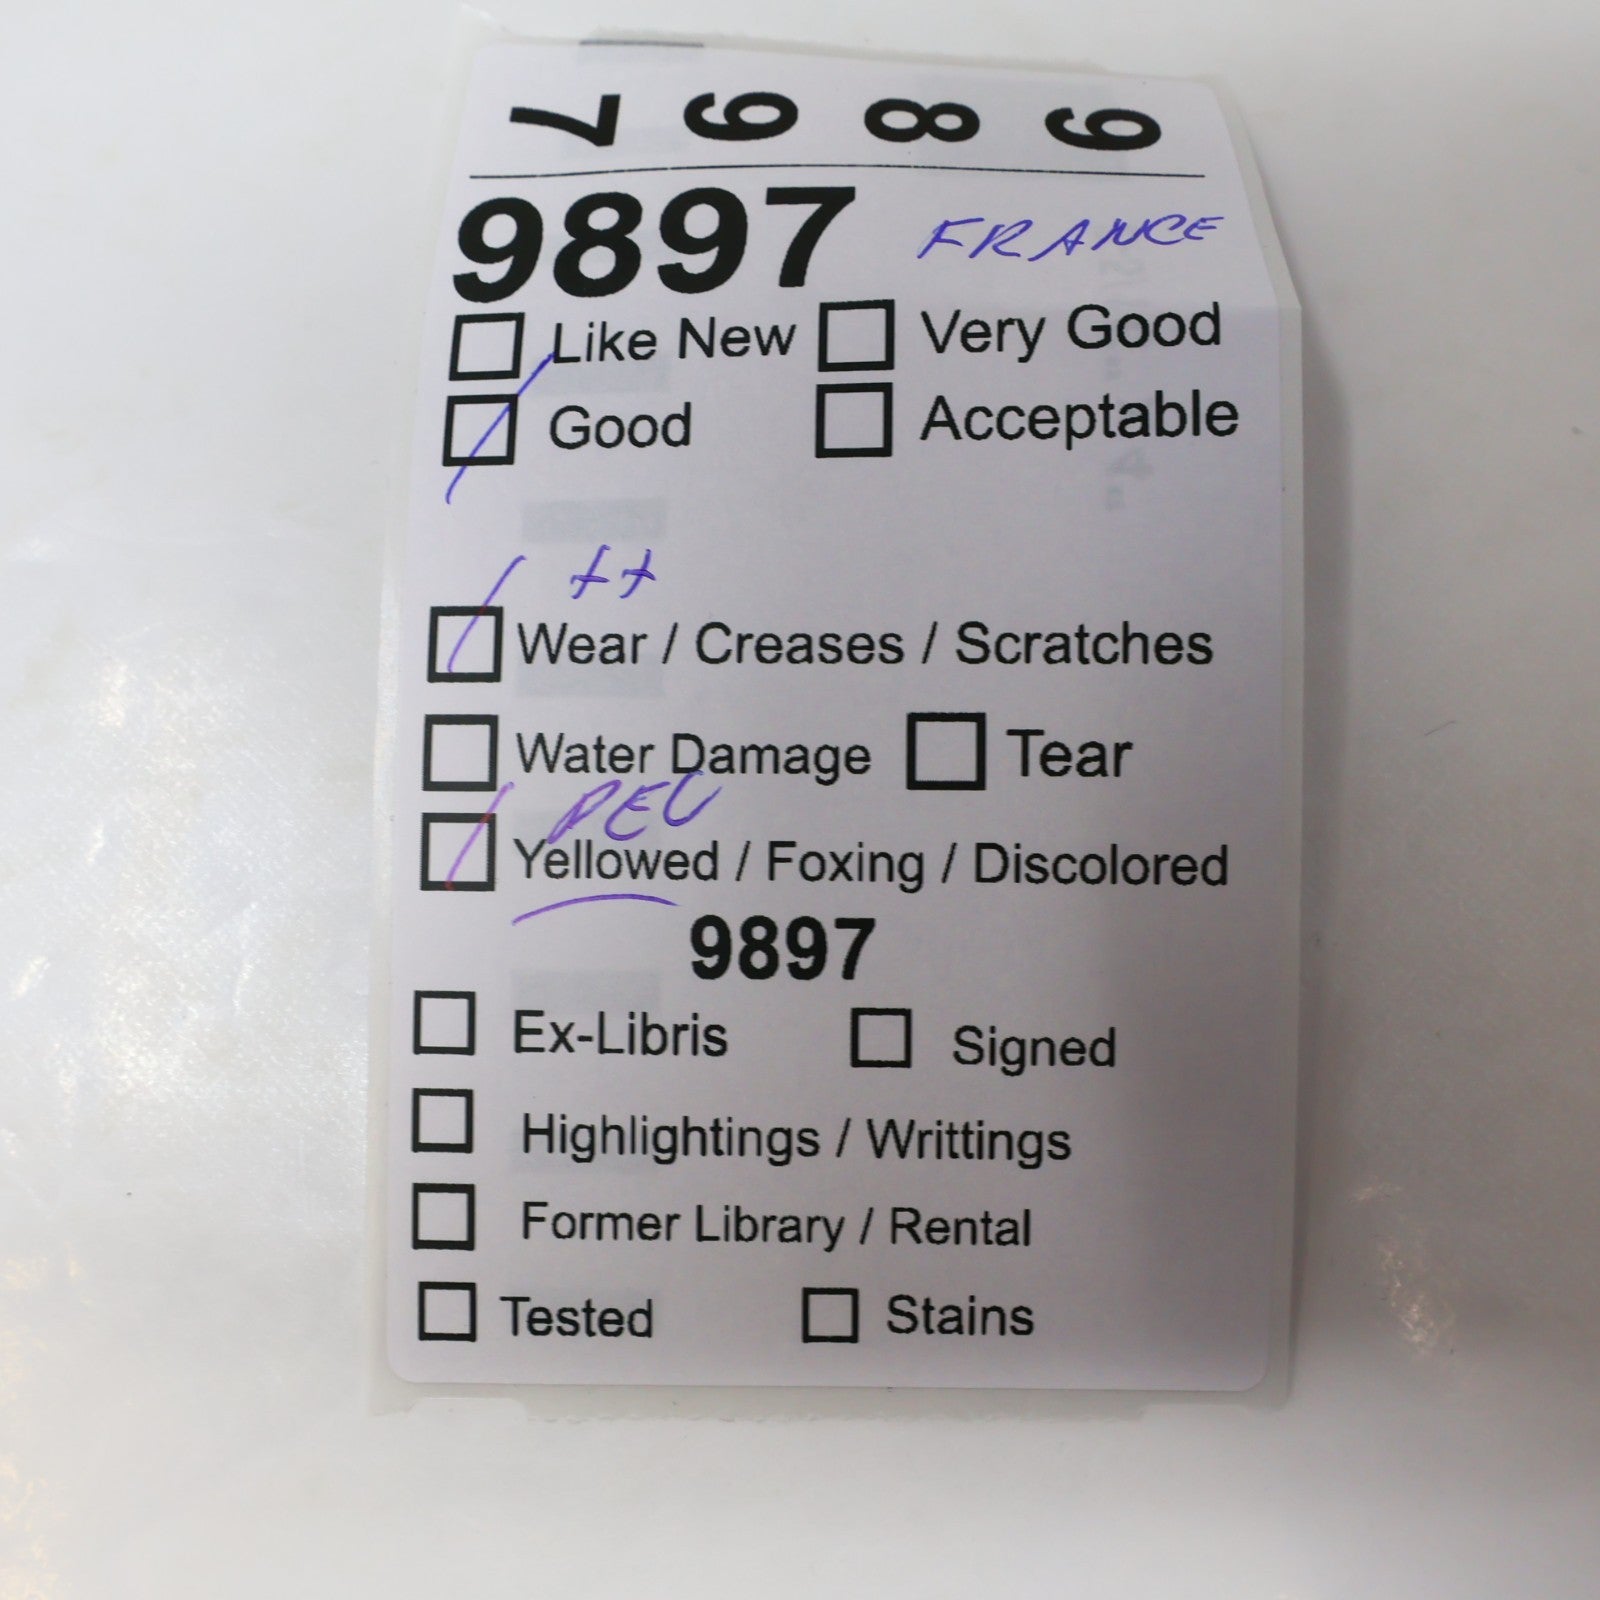 9897
9897 FRANCE
Like New Very Good
Good Acceptable
++
Wear / Creases / Scratches
Water Damage Tear
PEU
Yellowed / Foxing / Discolored
9897
Ex-Libris Signed
Highlightings / Writtings
Former Library / Rental
Tested Stains